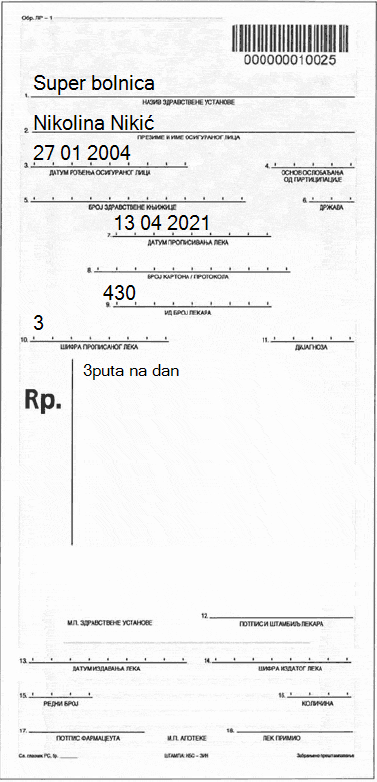 Обр. ЛР – 1
000000010025
Super bolnica
1.
НАЗИВ ЗДРАВСТВЕНЕ УСТАНОВЕ
Nikolina Nikić
2.
ПРЕЗИМЕ И ИМЕ ОСИГУРАНОГ ЛИЦА
27 01 2004
3. 4.
ДАТУМ РОЂЕЊА ОСИГУРАНОГ ЛИЦА ОСНОВ ОСЛОБАЂАЊА
ОД ПАРТИЦИПАЦИЈЕ
5. 6.
БРОЈ ЗДРАВСТВЕНЕ КЊИЖИЦЕ ДРЖАВА
13 04 2021
7.
ДАТУМ ПРОПИСИВАЊА ЛЕКА
8.
БРОЈ КАРТОНА / ПРОТОКОЛА
430
9.
ИД БРОЈ ЛЕКАРА
3
10. 11.
ШИФРА ПРОПИСАНОГ ЛЕКА ДИЈАГНОЗА
3puta na dan
Rp.
12.
М.П. ЗДРАВСТВЕНЕ УСТАНОВЕ ПОТПИС И ШТАМБИЉ ЛЕКАРА
13. 14.
ДАТУМ ИЗДАВАЊА ЛЕКА ШИФРА ИЗДАТОГ ЛЕКА
15. 16.
РЕДНИ БРОЈ КОЛИЧИНА
17. 18.
ПОТПИС ФАРМАЦЕУТА М.П. АПОТЕКЕ ЛЕК ПРИМИО
Сл. гласник РС, бр. ШТАМПА: НБС – ЗИН Забрањено прештампавање